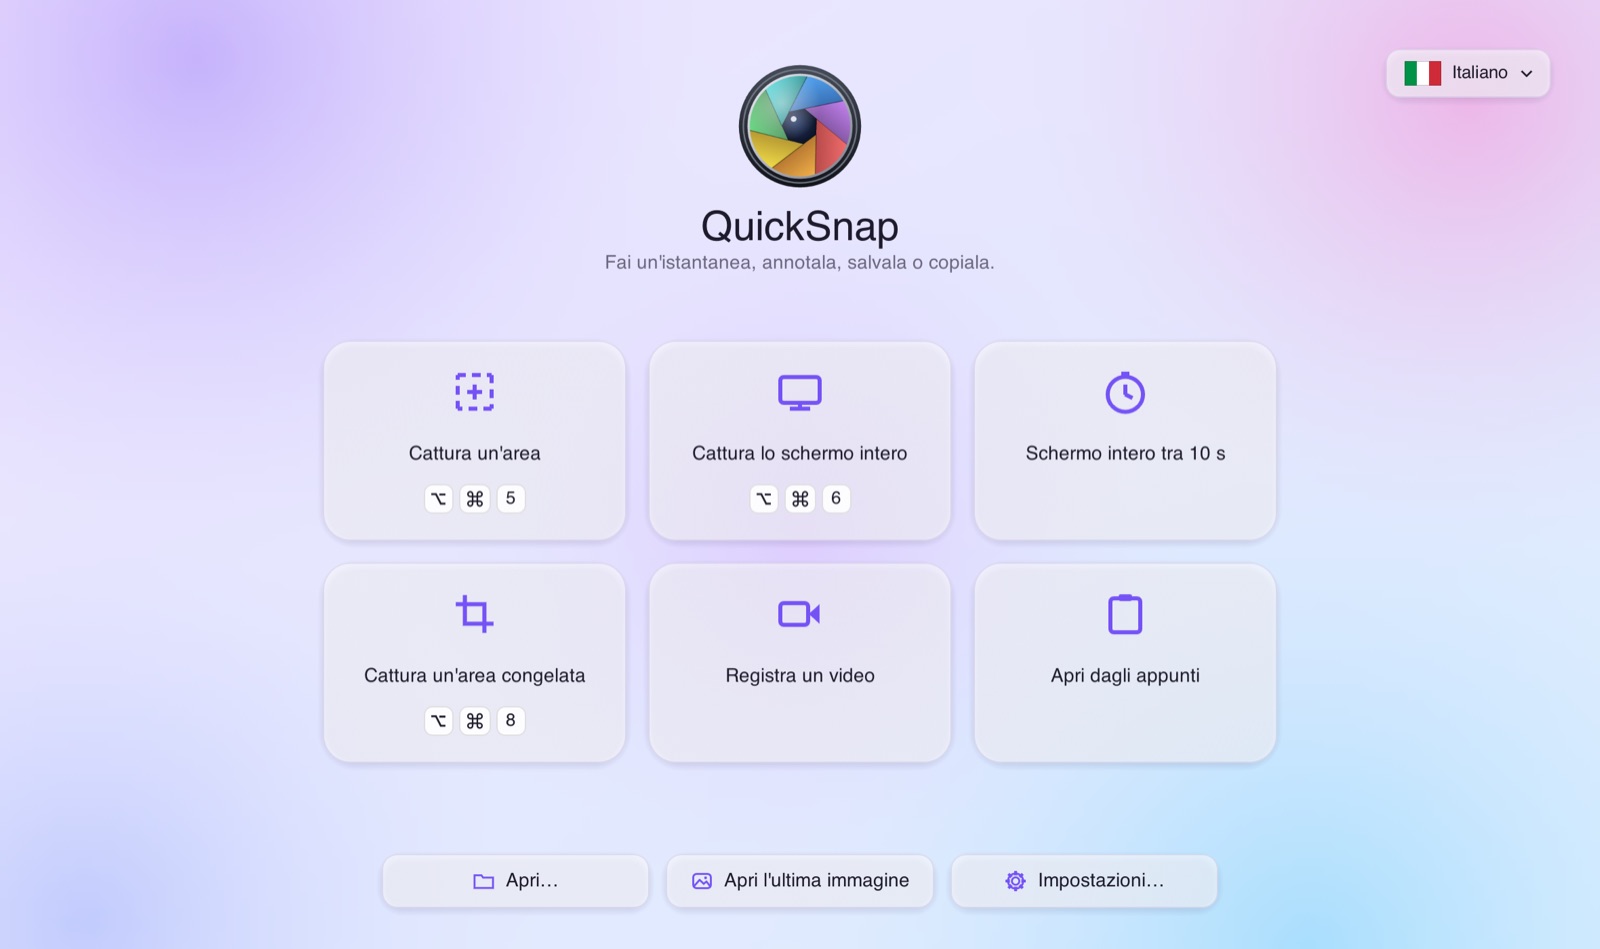 Italiano
QuickSnap
Fai un'istantanea, annotala, salvala o copiala.
Cattura un'area
⌥ ⌘ 5
Cattura lo schermo intero
⌥ ⌘ 6
Schermo intero tra 10 s
Cattura un'area congelata
⌥ ⌘ 8
Registra un video
Apri dagli appunti
Apri…
Apri l'ultima immagine
Impostazioni…